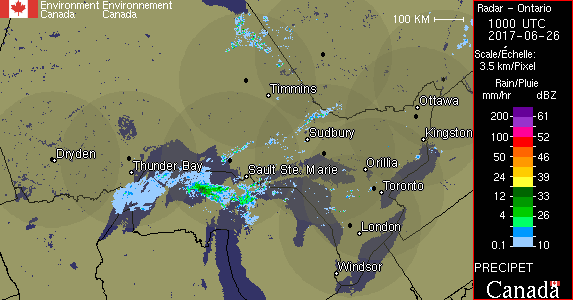 Environment Environnement
Canada Canada
100 KM
Timmins
Ottawa
Sudbury
Kingston
Dryden
Thunder Bay
Sault Ste. Marie
Orillia
Toronto
London
Windsor
Radar - Ontario
1000 UTC
2017-06-26
Scale/Échelle:
3.5 km/Pixel
Rain/Pluie
mm/hr dBZ
200 61
100 52
50 46
24 39
12 33
4 26
0.1 10
PRECIPET
Canada